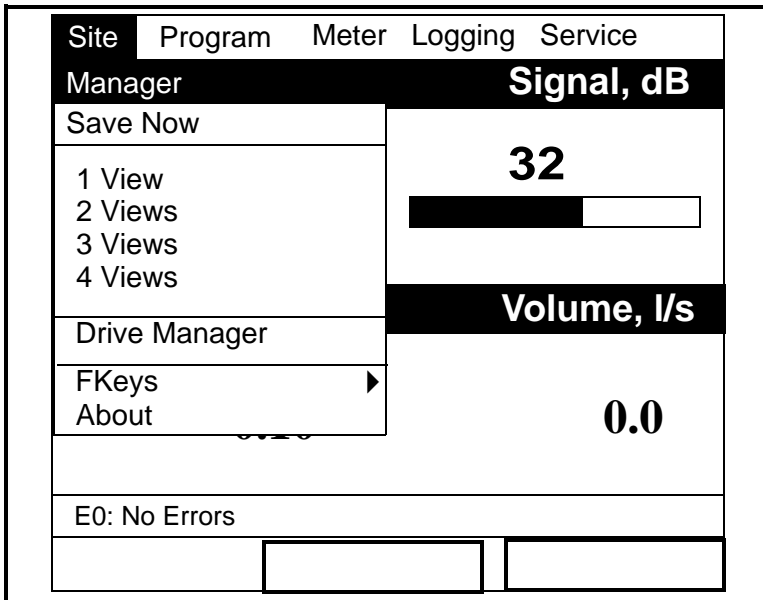 Site Program Meter Logging Service
Manager
Signal, dB
Save Now
32
1 View
2 Views
3 Views
4 Views
Volume, l/s
Drive Manager
FKeys
About
0.0
E0: No Errors